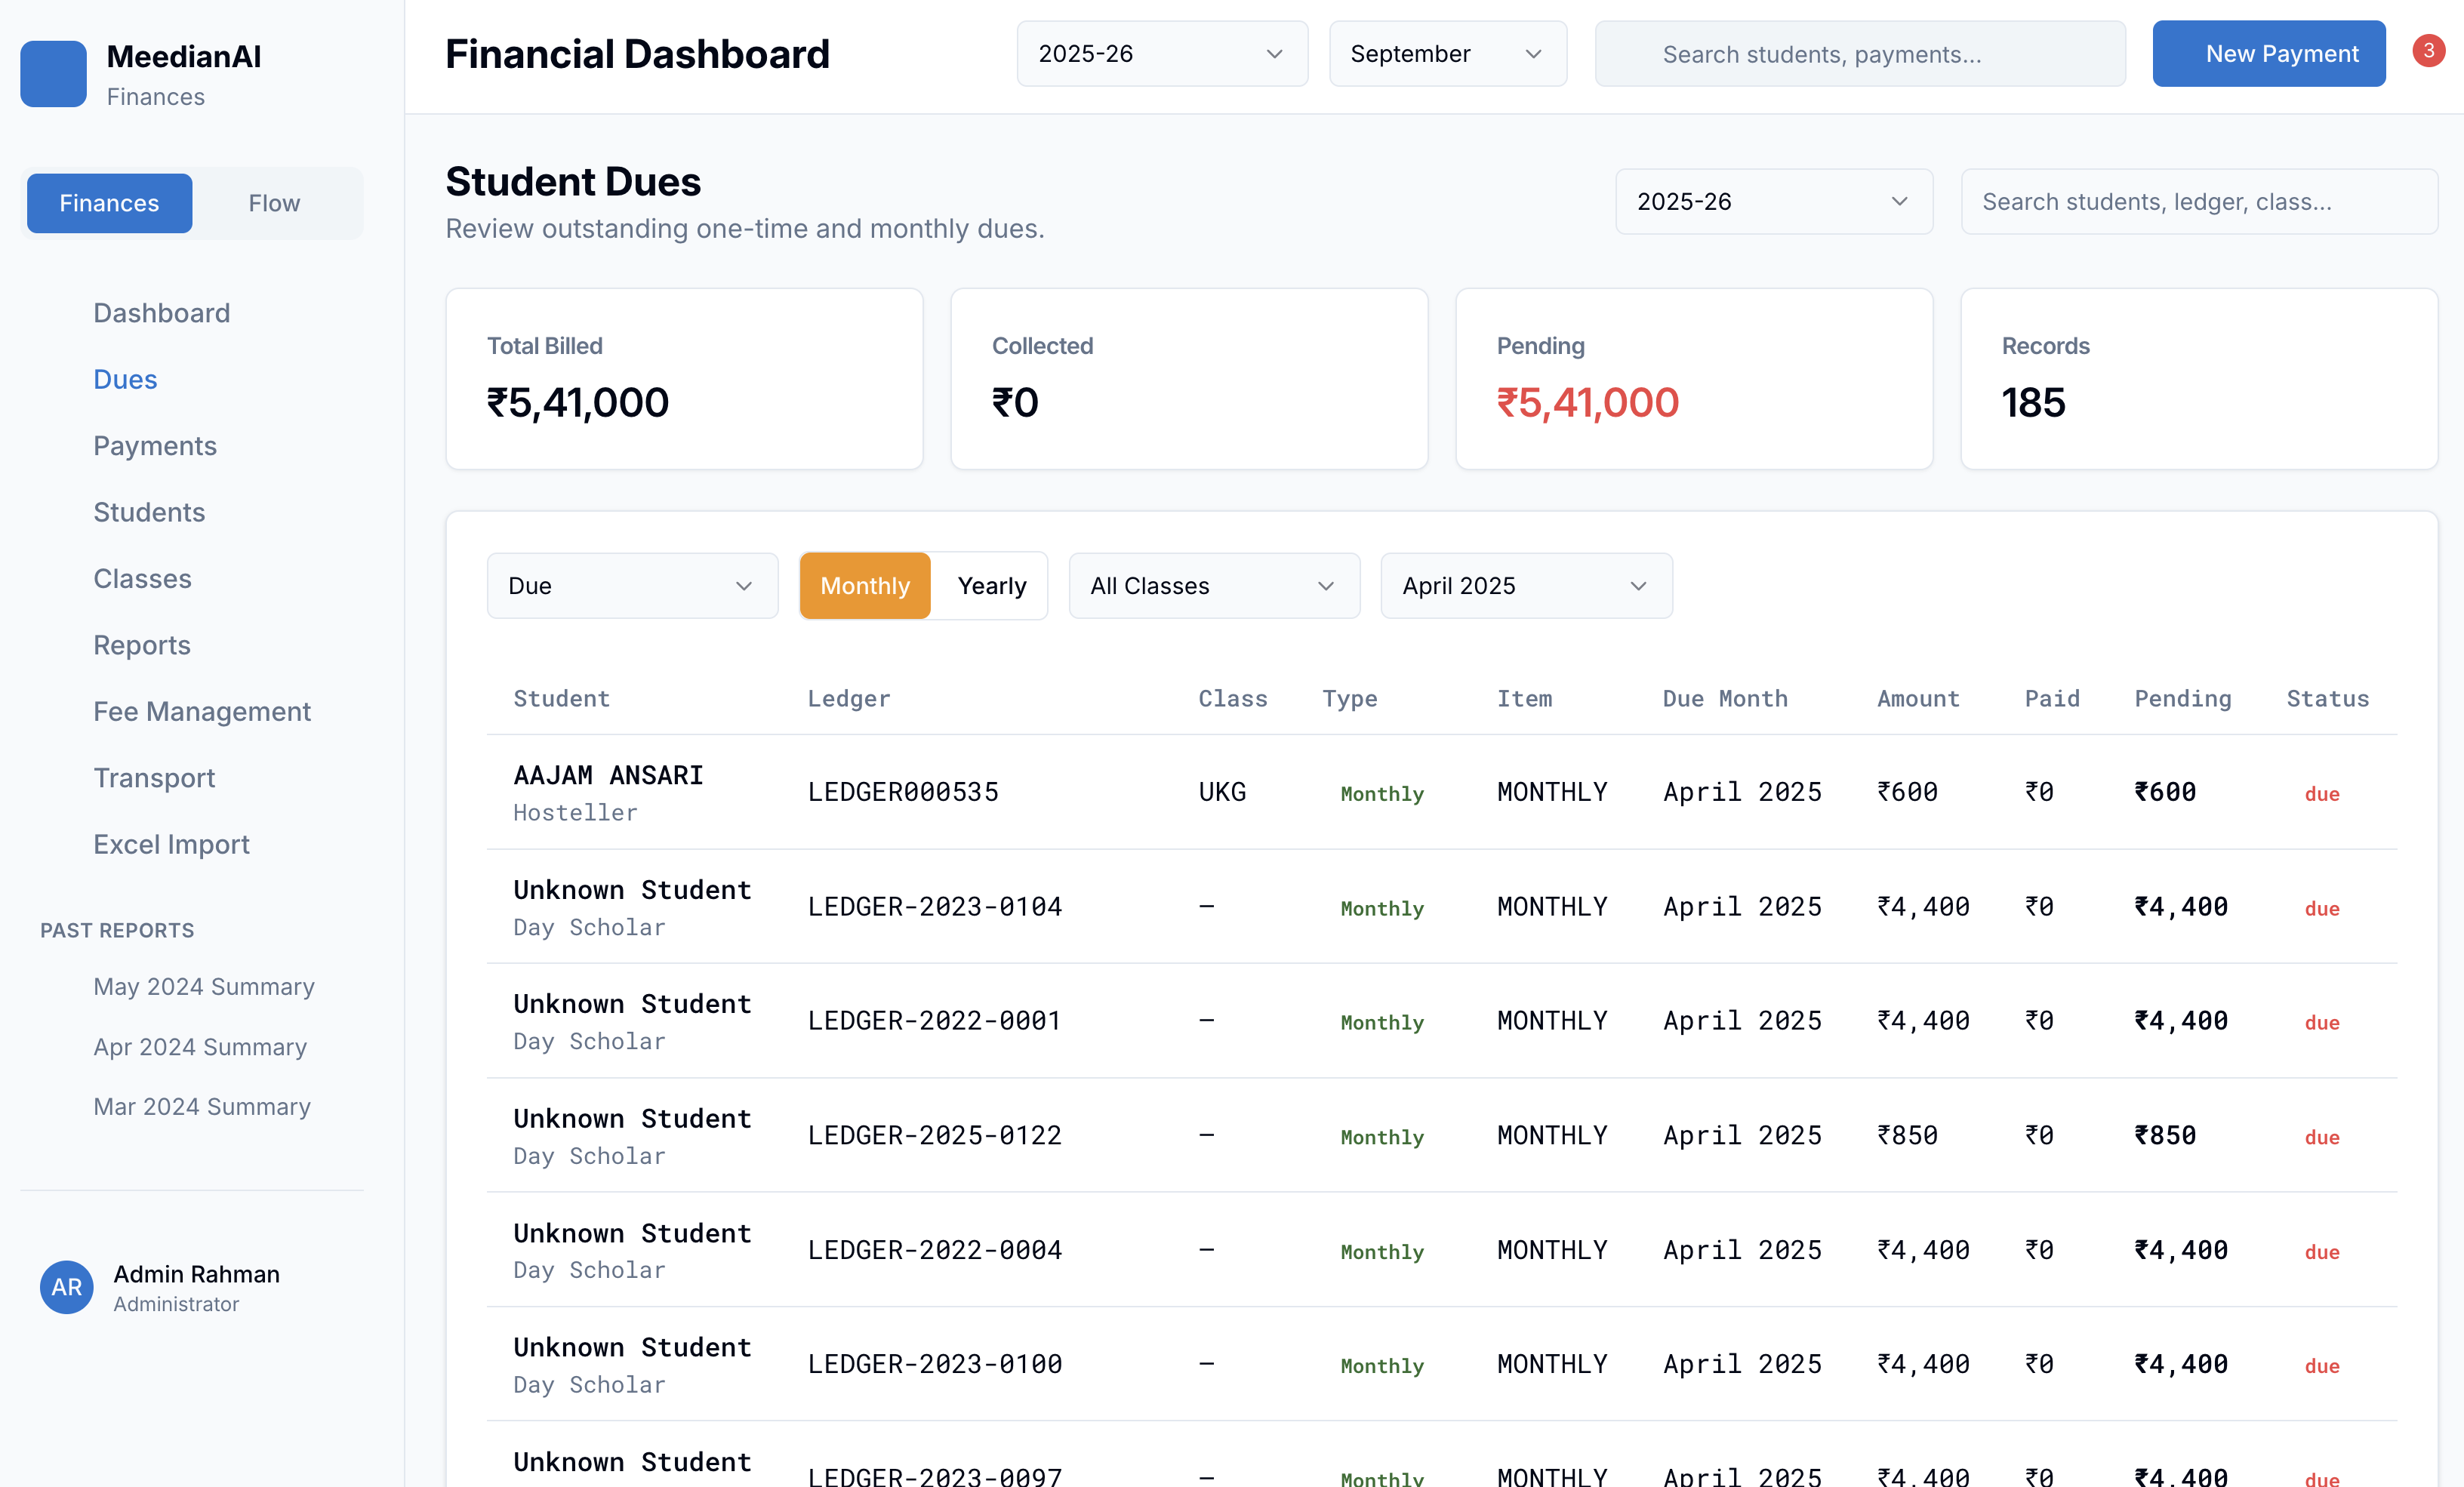 MeedianAI
Finances
Finances
Flow
Dashboard
Dues
Payments
Students
Classes
Reports
Fee Management
Transport
Excel Import
PAST REPORTS
May 2024 Summary
Apr 2024 Summary
Mar 2024 Summary
AR
Admin Rahman
Administrator
Financial Dashboard
2025-26
September
Search students, payments...
New Payment
3
Student Dues
Review outstanding one-time and monthly dues.
2025-26
Search students, ledger, class...
Total Billed
₹5,41,000
Collected
₹0
Pending
₹5,41,000
Records
185
Due
Monthly
Yearly
All Classes
April 2025
Student Ledger Class Type Item Due Month Amount Paid Pending Status
AAJAM ANSARI
Hosteller
LEDGER000535 UKG Monthly MONTHLY April 2025 ₹600 ₹0 ₹600 due
Unknown Student
Day Scholar
LEDGER-2023-0104 — Monthly MONTHLY April 2025 ₹4,400 ₹0 ₹4,400 due
Unknown Student
Day Scholar
LEDGER-2022-0001 — Monthly MONTHLY April 2025 ₹4,400 ₹0 ₹4,400 due
Unknown Student
Day Scholar
LEDGER-2025-0122 — Monthly MONTHLY April 2025 ₹850 ₹0 ₹850 due
Unknown Student
Day Scholar
LEDGER-2022-0004 — Monthly MONTHLY April 2025 ₹4,400 ₹0 ₹4,400 due
Unknown Student
Day Scholar
LEDGER-2023-0100 — Monthly MONTHLY April 2025 ₹4,400 ₹0 ₹4,400 due
Unknown Student
LEDGER-2023-0097 — Monthly MONTHLY April 2025 ₹4,400 ₹0 ₹4,400 due